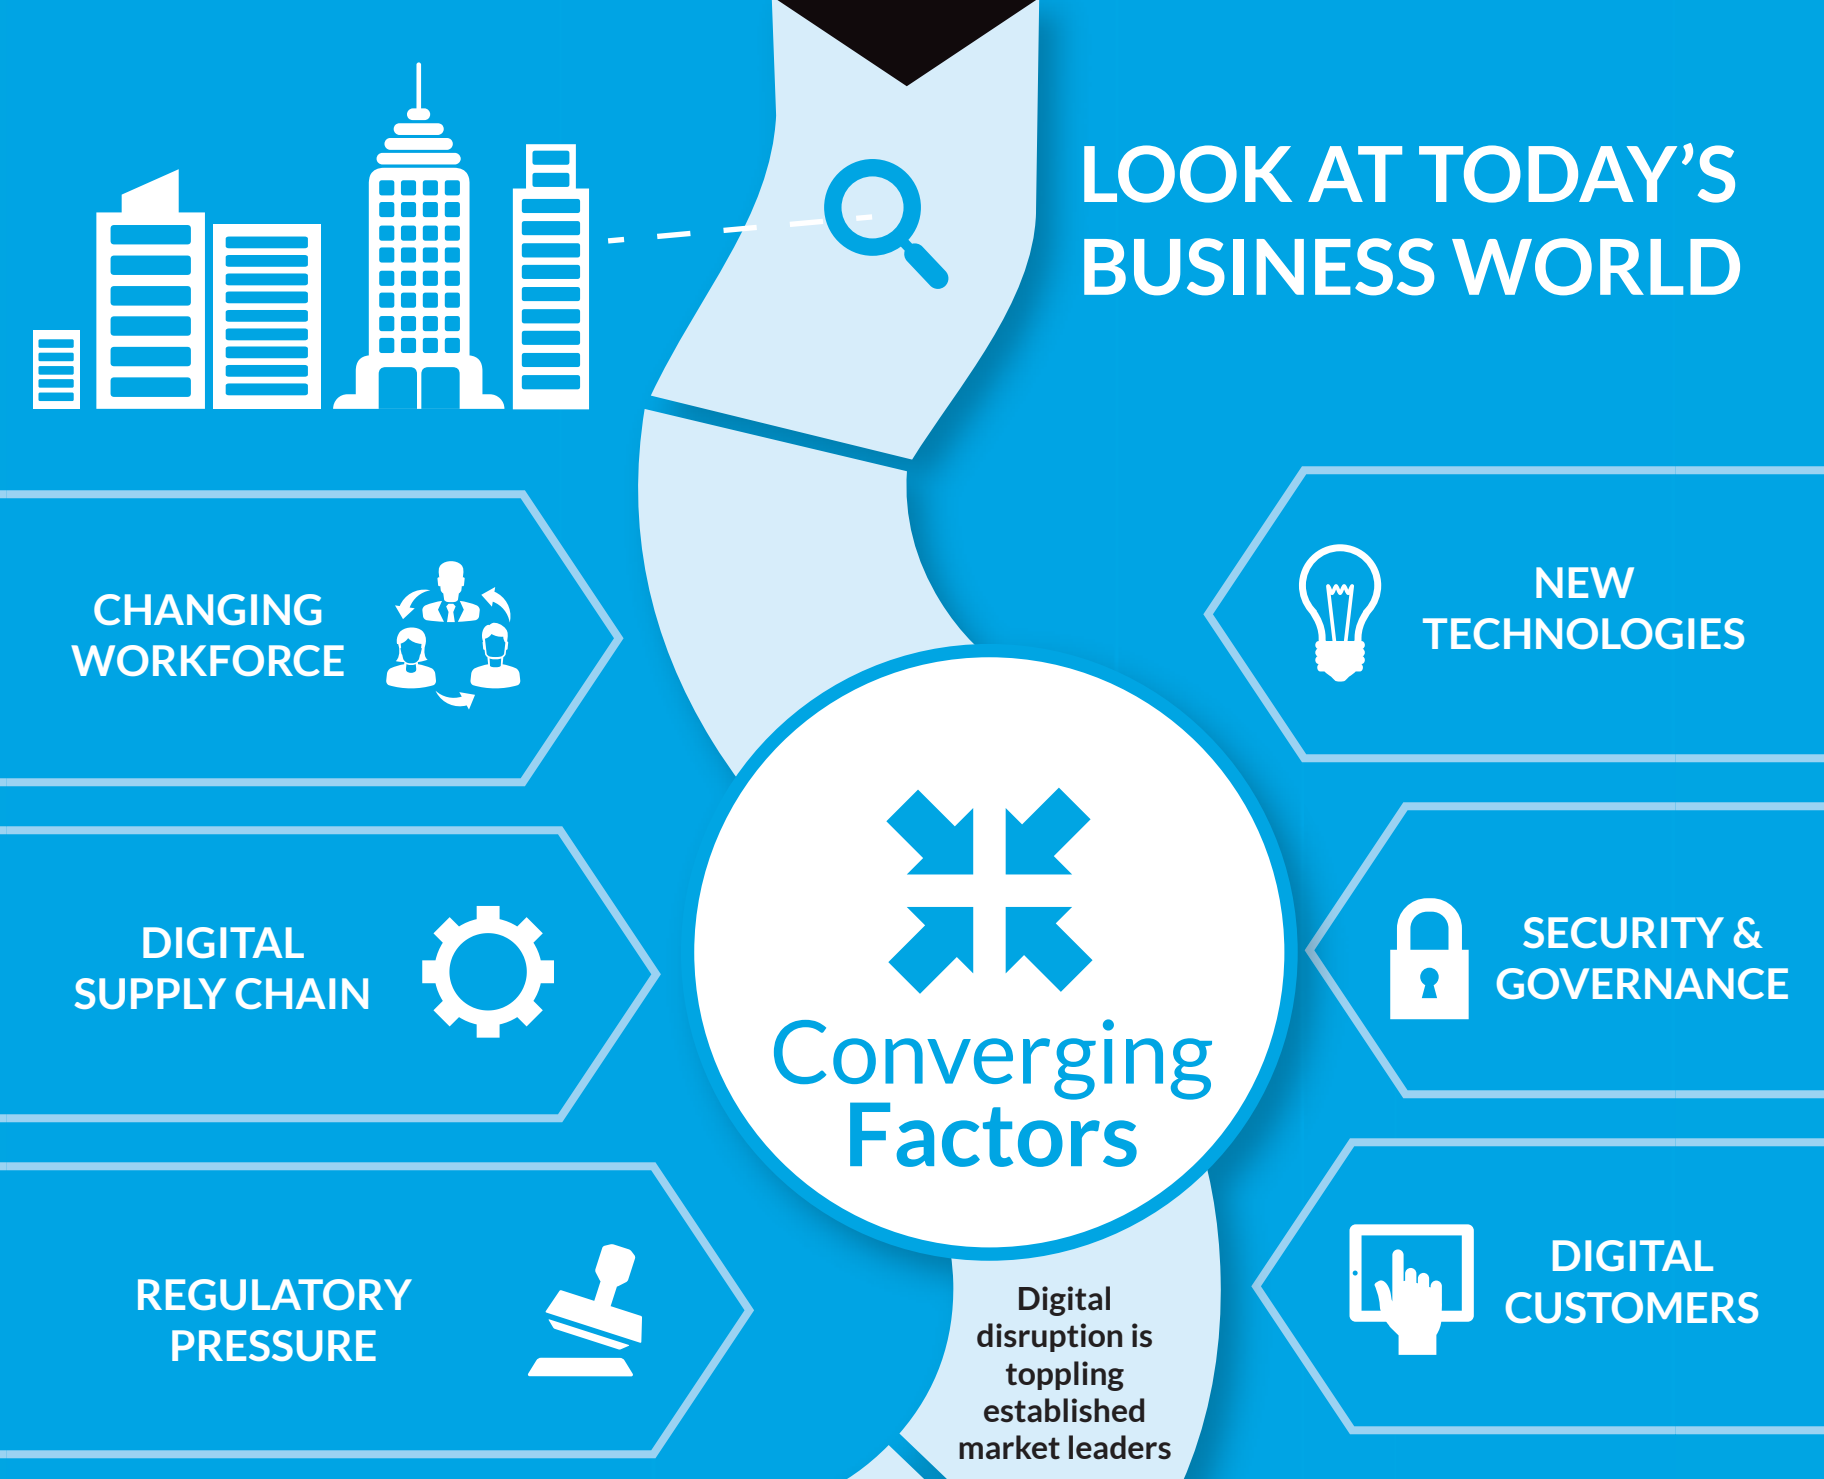 LOOK AT TODAY’S
BUSINESS WORLD
CHANGING
WORKFORCE
NEW
TECHNOLOGIES
DIGITAL
SUPPLY CHAIN
SECURITY &
GOVERNANCE
Converging
Factors
REGULATORY
PRESSURE
DIGITAL
CUSTOMERS
Digital
disruption is
toppling
established
market leaders